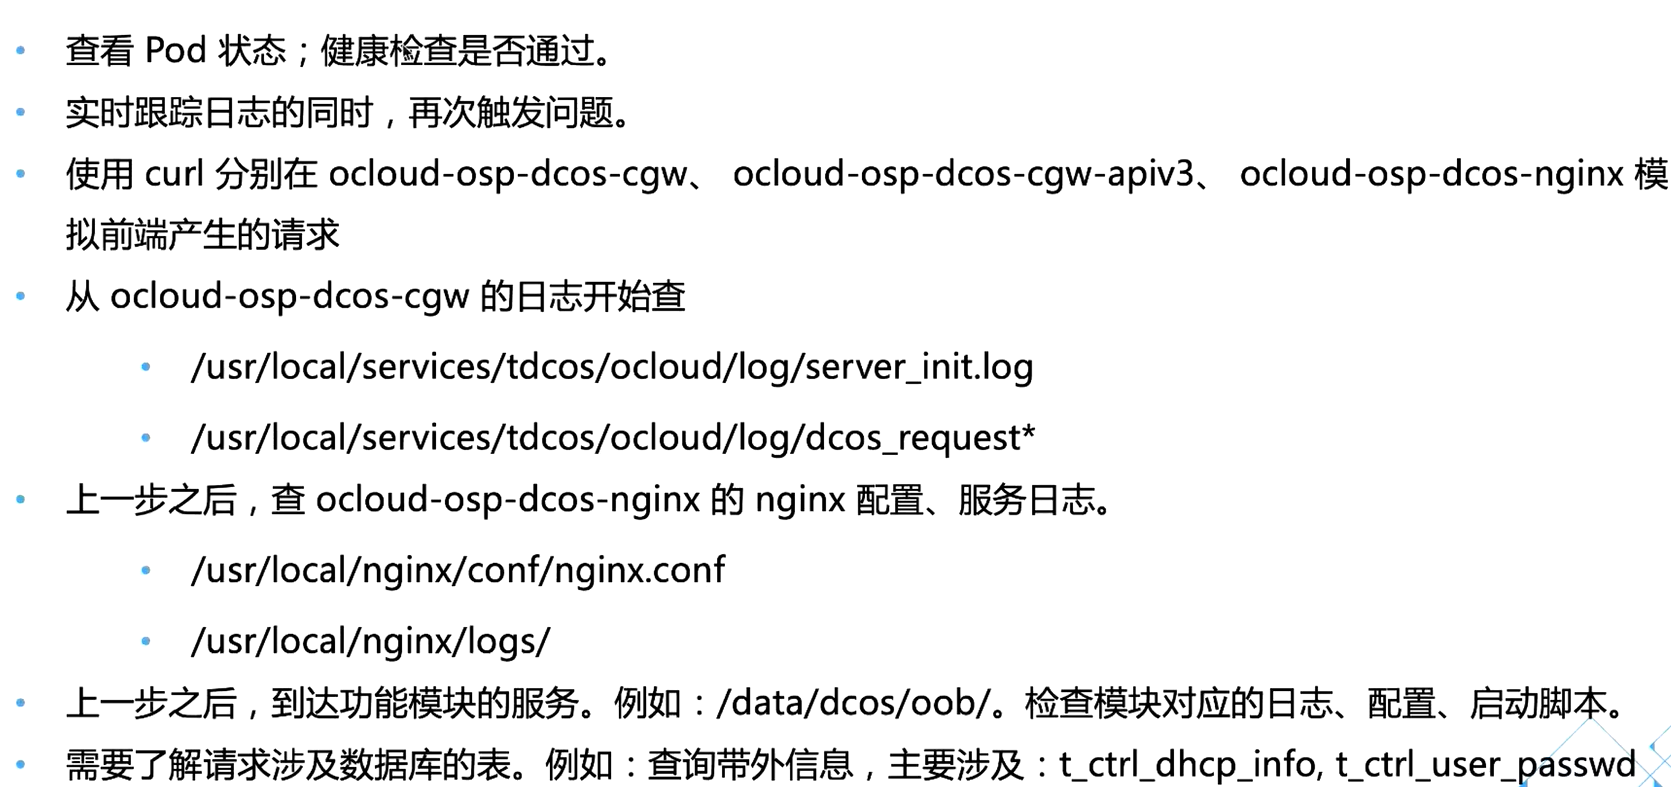 • 查看 Pod 状态；健康检查是否通过。
• 实时跟踪日志的同时，再次触发问题。
• 使用 curl 分别在 ocloud-osp-dcos-cgw、 ocloud-osp-dcos-cgw-apiv3、 ocloud-osp-dcos-nginx 模
拟前端产生的请求
• 从 ocloud-osp-dcos-cgw 的日志开始查
• /usr/local/services/tdcos/ocloud/log/server_init.log
• /usr/local/services/tdcos/ocloud/log/dcos_request*
• 上一步之后，查 ocloud-osp-dcos-nginx 的 nginx 配置、服务日志。
• /usr/local/nginx/conf/nginx.conf
• /usr/local/nginx/logs/
• 上一步之后，到达功能模块的服务。例如：/data/dcos/oob/。检查模块对应的日志、配置、启动脚本。
• 需要了解请求涉及数据库的表。例如：查询带外信息，主要涉及：t_ctrl_dhcp_info, t_ctrl_user_passwd